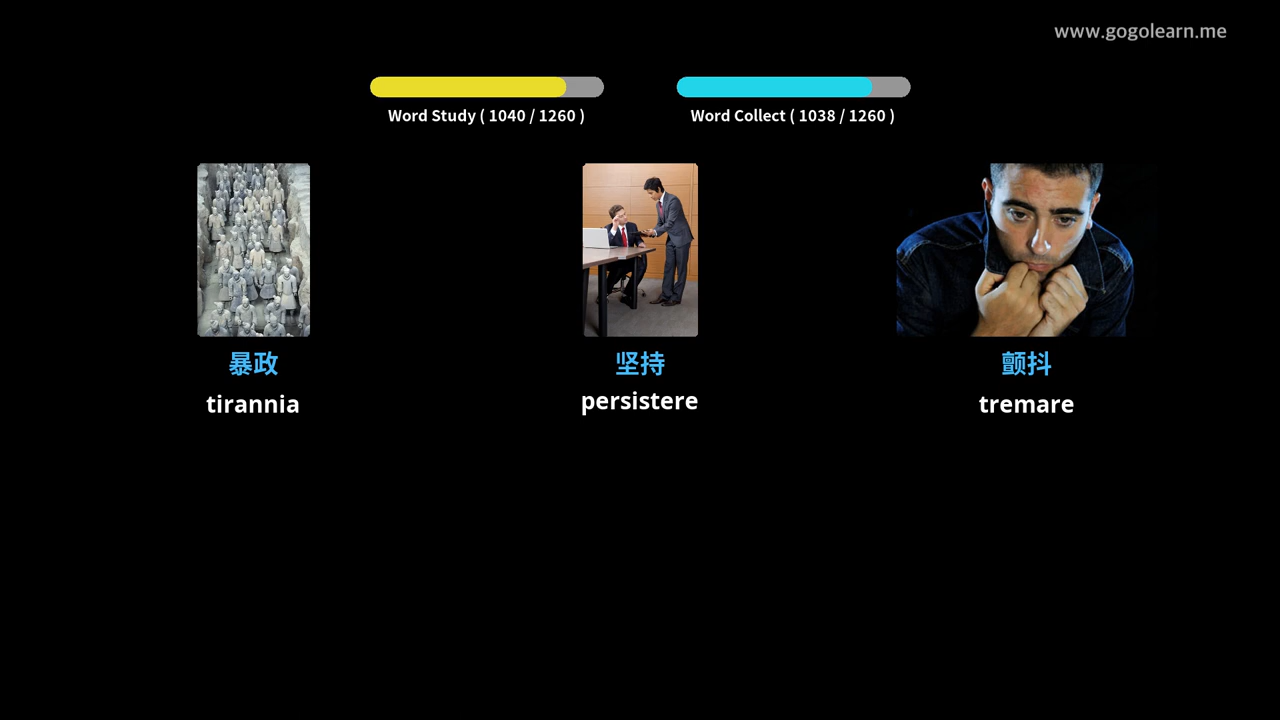 www.gogolearn.me
Word Study ( 1040 / 1260 )
Word Collect ( 1038 / 1260 )
暴政
坚持
颤抖
tirannia
persistere
tremare